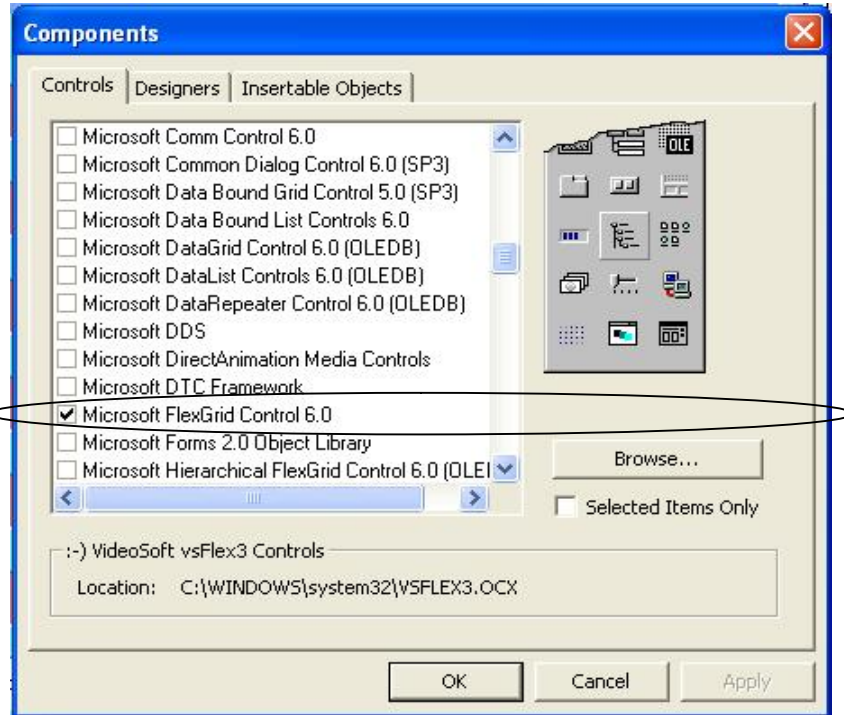 Components
Controls
Designers
Insertable Objects
Microsoft Comm Control 6.0
Microsoft Common Dialog Control 6.0 (SP3)
Microsoft Data Bound Grid Control 5.0 (SP3)
Microsoft Data Bound List Controls 6.0
Microsoft DataGrid Control 6.0 (OLEDB)
Microsoft DataList Controls 6.0 (OLEDB)
Microsoft DataRepeater Control 6.0 (OLEDB)
Microsoft DDS
Microsoft DirectAnimation Media Controls
Microsoft DTC Framework
Microsoft FlexGrid Control 6.0
Microsoft Forms 2.0 Object Library
Microsoft Hierarchical FlexGrid Control 6.0 (OLE
OLE
Browse...
Selected Items Only
:-) VideoSoft vsFlex3 Controls
Location: C:\WINDOWS\system32\VSFLEX3.OCX
OK
Cancel
Apply